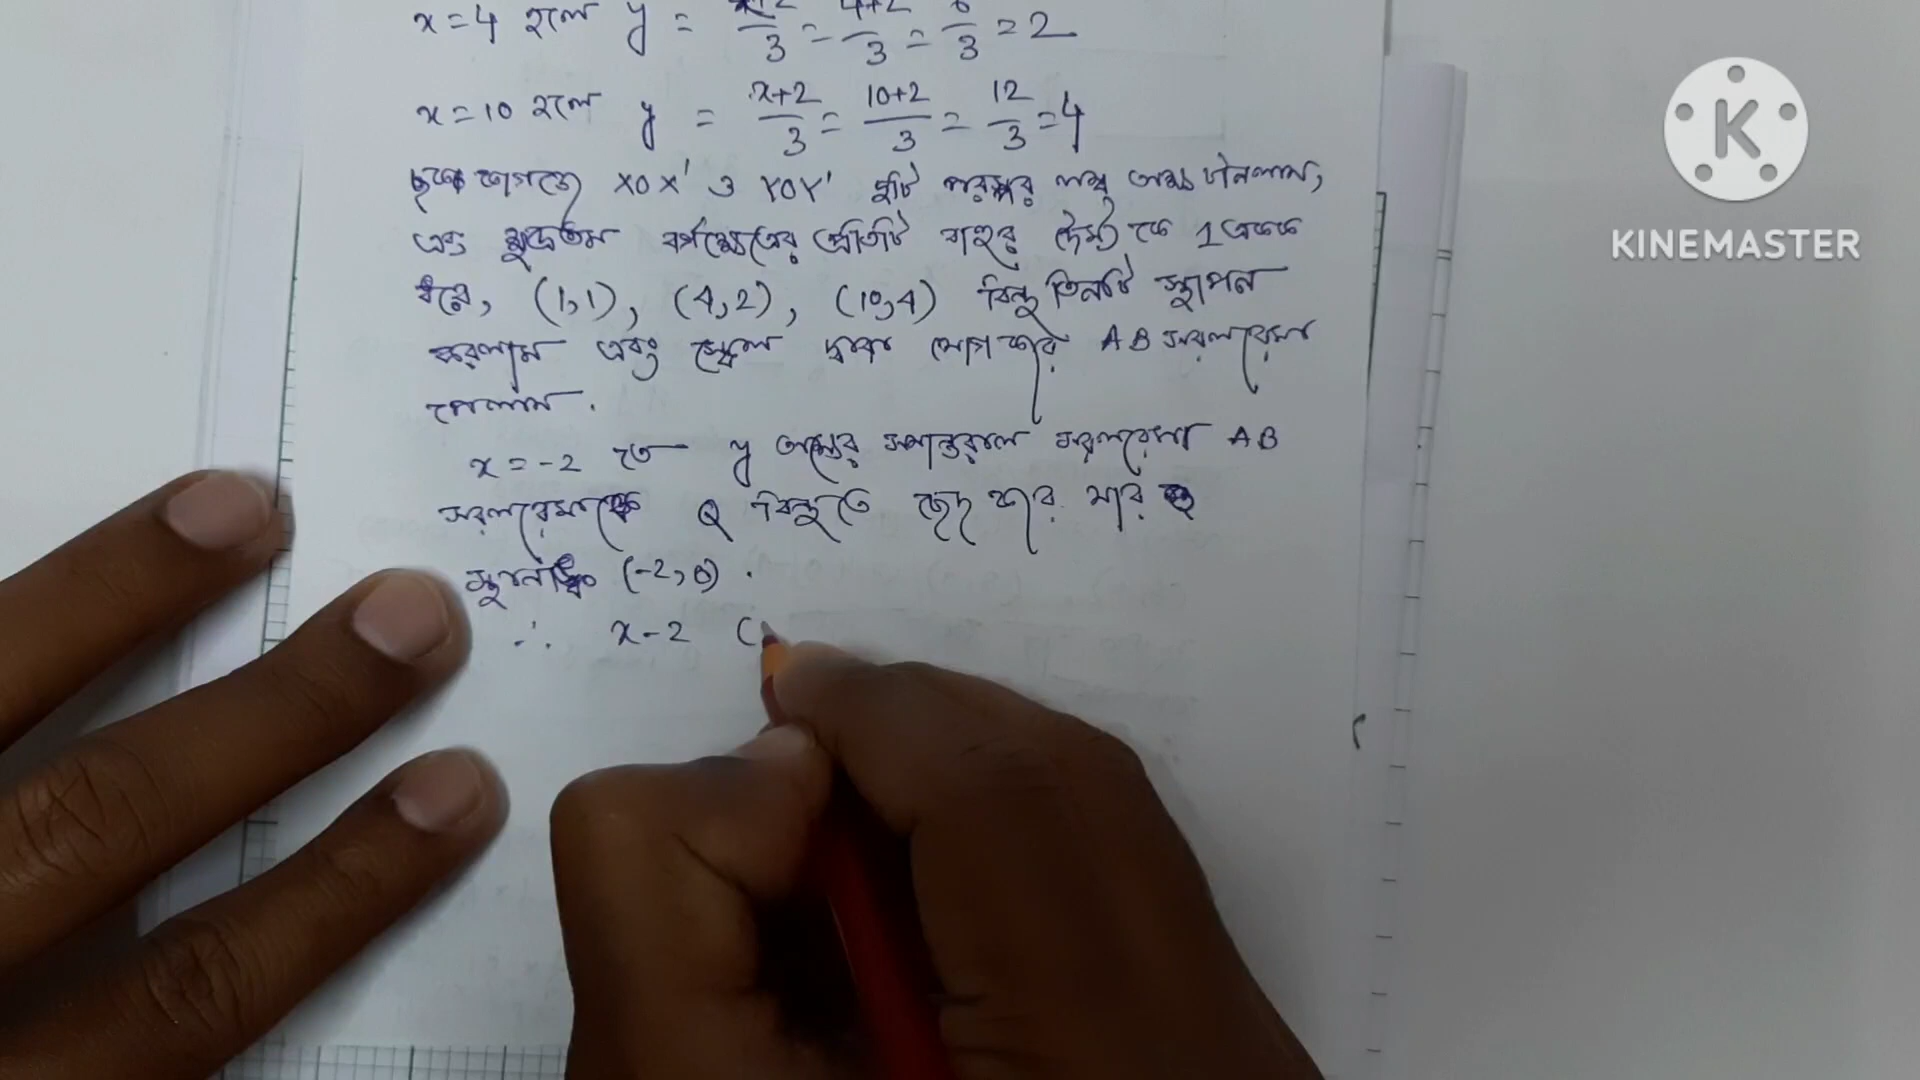 x=4 হলে y = x+2/3 = 4+2/3 = 6/3 = 2
x=10 হলে y = x+2/3 = 10+2/3 = 12/3 = 4
ছক কাগজে XOX' ও YOY' দুটি পরস্পর লম্ব অক্ষ টানলাম,
এবং ক্ষুদ্রতম বর্গক্ষেত্রের প্রতিটি বাহুর দৈর্ঘ্য কে 1 একক
ধরে, (1,1), (4,2), (10,4) বিন্দু তিনটি স্থাপন
করলাম এবং স্কেল দ্বারা যোগ করে AB সরলরেখা
পেলাম.
x = -2 তে y অক্ষের সমান্তরাল সরলরেখা AB
সরলরেখাকে Q বিন্দুতে ছেদ করে যার
স্থানাঙ্ক (-2,0).
∴ x-2 (
KINEMASTER